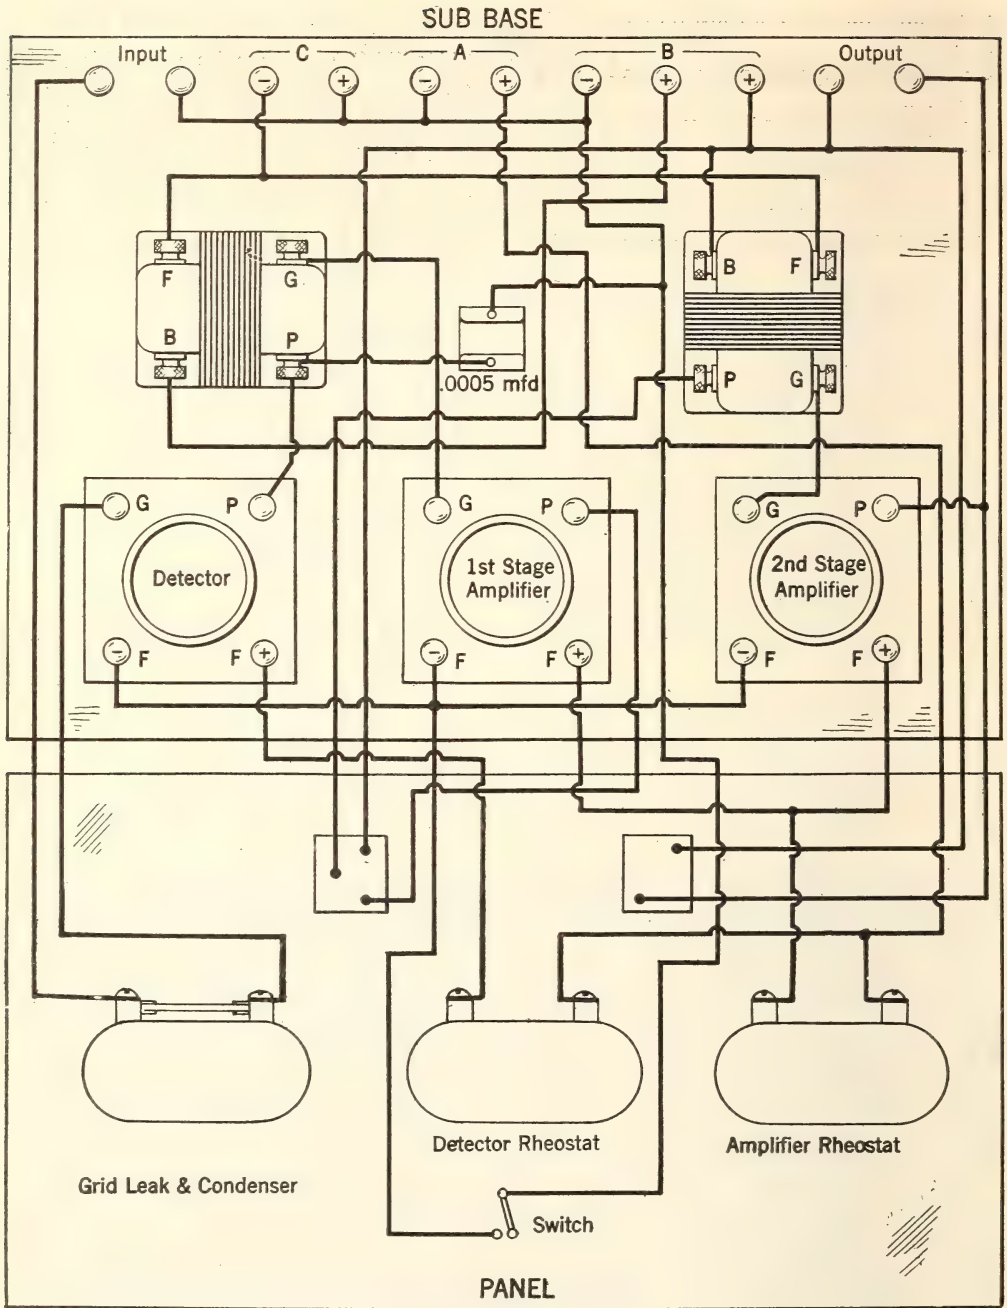 SUB BASE
Input C A B Output
- + - + - + +
F G
B P
.0005 mfd
B F
P G
G P
Detector
- F F +
G P
1st Stage
Amplifier
- F F +
G P
2nd Stage
Amplifier
- F F +
Grid Leak & Condenser
Detector Rheostat
Amplifier Rheostat
Switch
PANEL